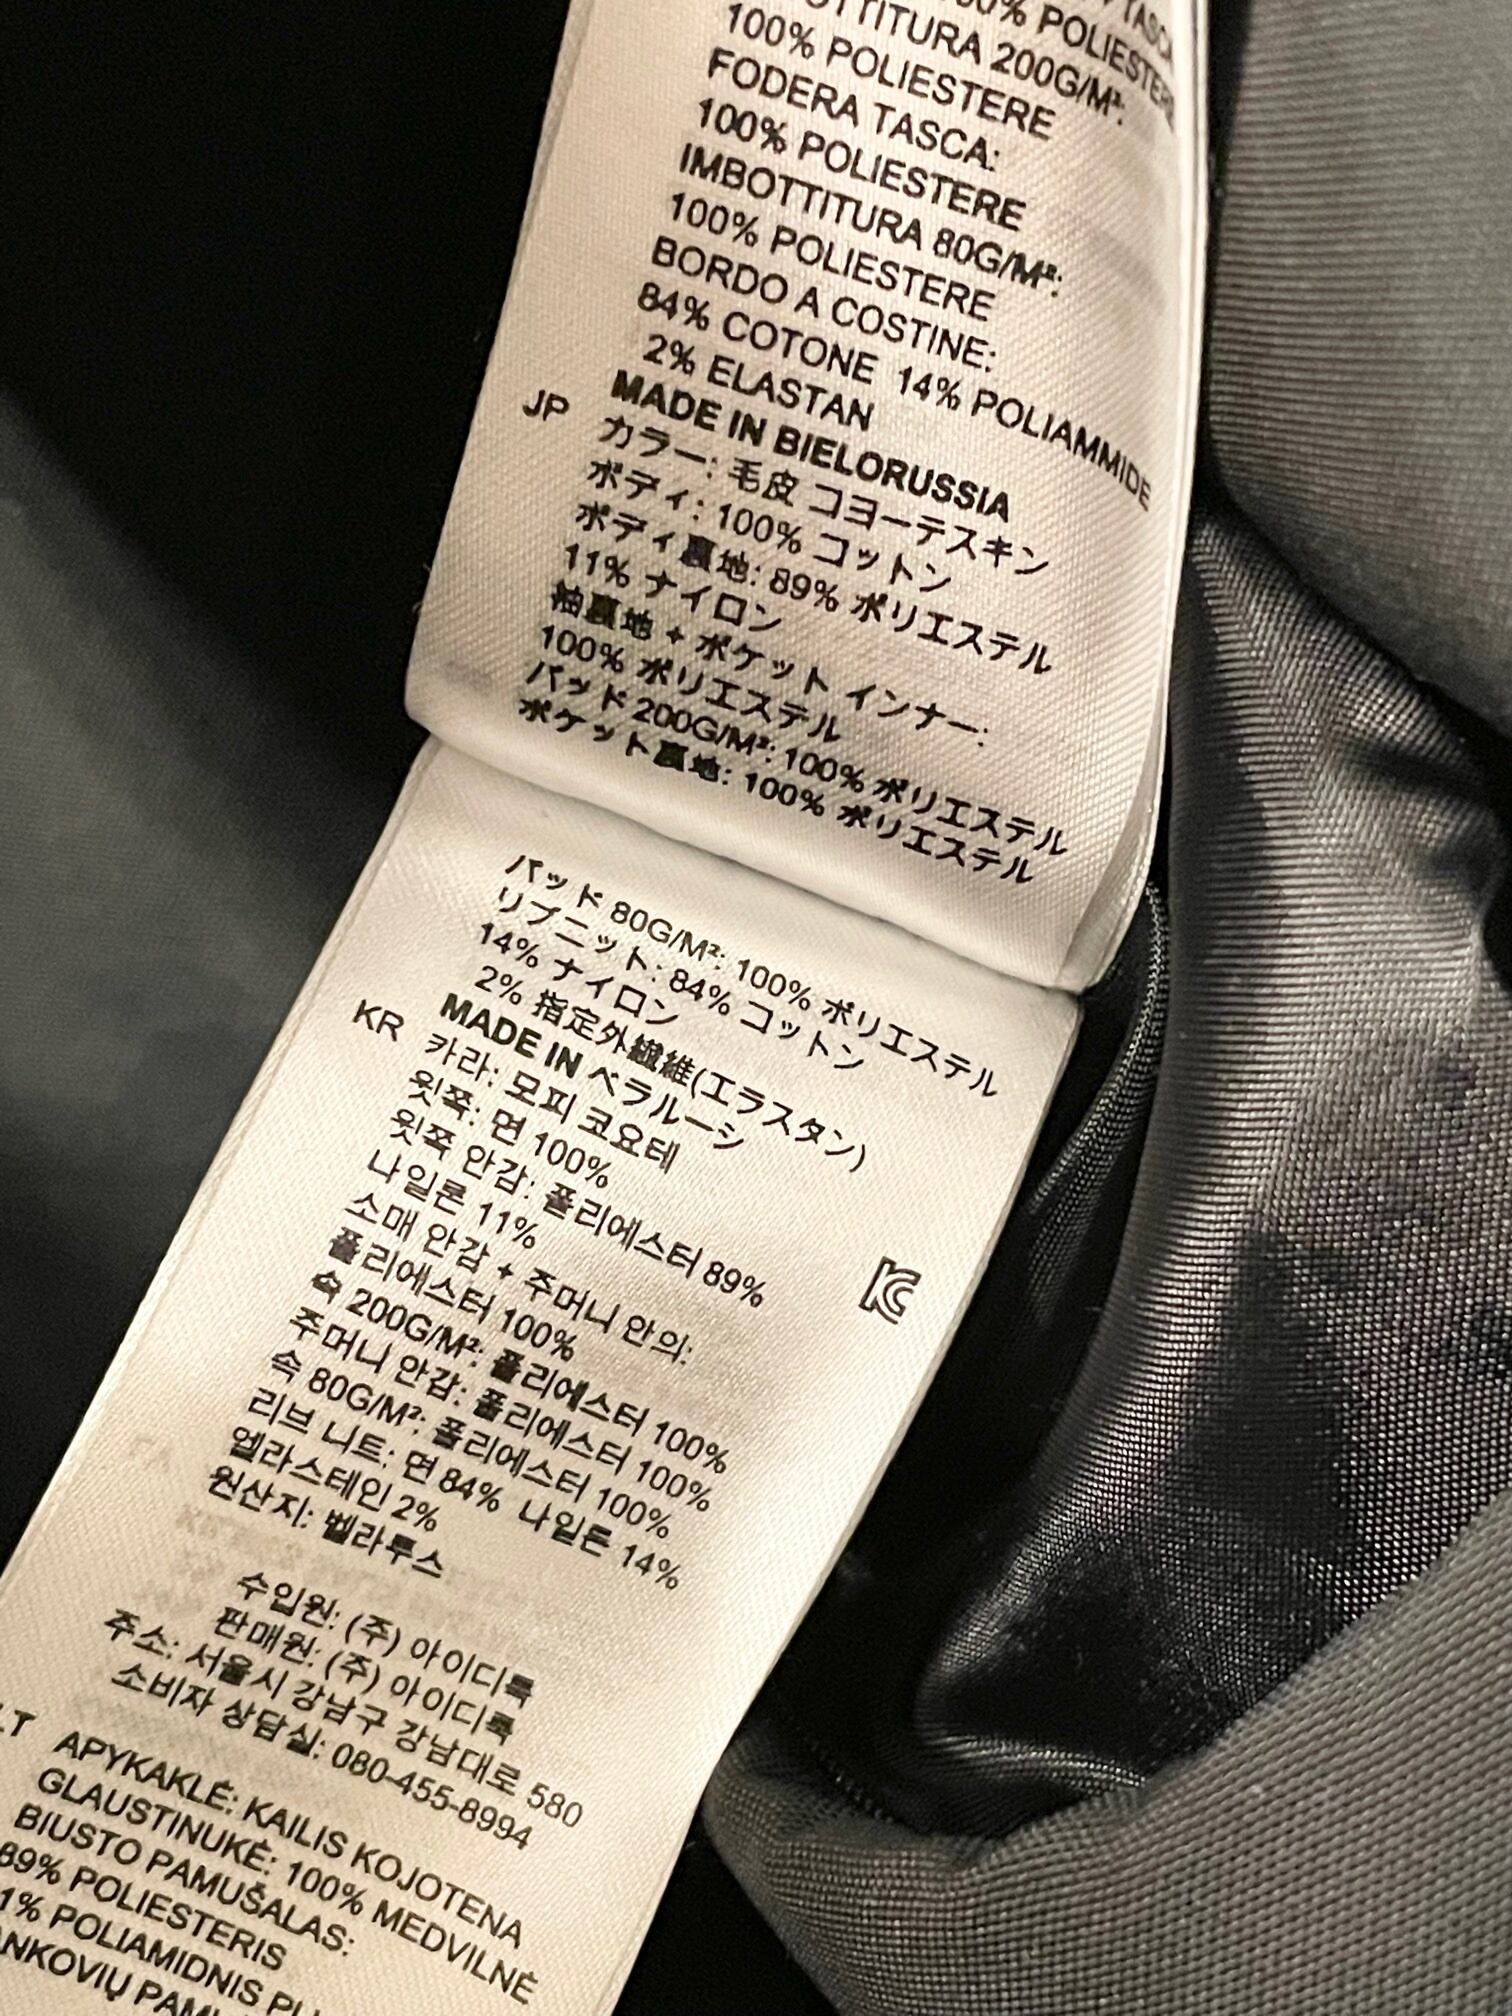 TASCA
100% POLIESTERE
IMBOTTITURA 200G/M²:
100% POLIESTERE
FODERA TASCA:
100% POLIESTERE
IMBOTTITURA 80G/M²:
100% POLIESTERE
BORDO A COSTINE:
84% COTONE 14% POLIAMMIDE
2% ELASTAN
MADE IN BIELORUSSIA
JP カラー: 毛皮 コヨーテスキン
ボディ: 100% コットン
ボディ裏地: 89% ポリエステル
11% ナイロン
袖裏地 + ポケット インナー:
100% ポリエステル
パッド 200G/M²: 100% ポリエステル
ポケット裏地: 100% ポリエステル
パッド 80G/M²: 100% ポリエステル
リブニット: 84% コットン
14% ナイロン
2% 指定外繊維(エラスタン)
MADE IN ベラルーシ
KR 카라: 모피 코요테
윗쪽: 면 100%
윗쪽 안감: 폴리에스터 89%
나일론 11%
소매 안감 + 주머니 안의:
폴리에스터 100%
속 200G/M²: 폴리에스터 100%
주머니 안감: 폴리에스터 100%
속 80G/M²: 폴리에스터 100%
리브 니트: 면 84% 나일론 14%
엘라스테인 2%
원산지: 벨라루스
수입원: (주) 아이디룩
판매원: (주) 아이디룩
주소: 서울시 강남구 강남대로 580
소비자 상담실: 080-455-8994
LT APYKAKLĖ: KAILIS KOJOTENA
GLAUSTINUKĖ: 100% MEDVILNĖ
BIUSTO PAMUŠALAS:
89% POLIESTERIS
1% POLIAMIDNIS